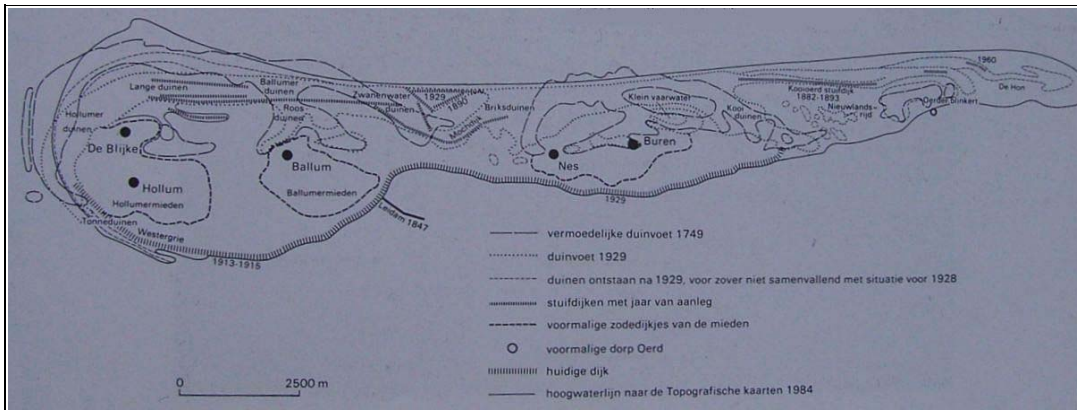 1960
De Hon
Kooioerd stuifdijk
1882-1893
Oerder blinkert
Nieuwlands-
rijd
Lange duinen
Ballumer
duinen
Zwanenwater
duinen
1929
1890
Briksduinen
Klein vaarwater
Kooi
duinen
Roos
duinen
Môchdijk
Hollumer
duinen
De Blijke
Buren
Nes
Ballum
Ballumermieden
Hollum
Hollumermieden
1929
Leidam 1847
Tonneduinen
Westergrie
1913-1915
vermoedelijke duinvoet 1749
duinvoet 1929
duinen ontstaan na 1929, voor zover niet samenvallend met situatie voor 1928
stuifdijken met jaar van aanleg
voormalige zodedijkjes van de mieden
voormalige dorp Oerd
huidige dijk
hoogwaterlijn naar de Topografische kaarten 1984
0 2500 m